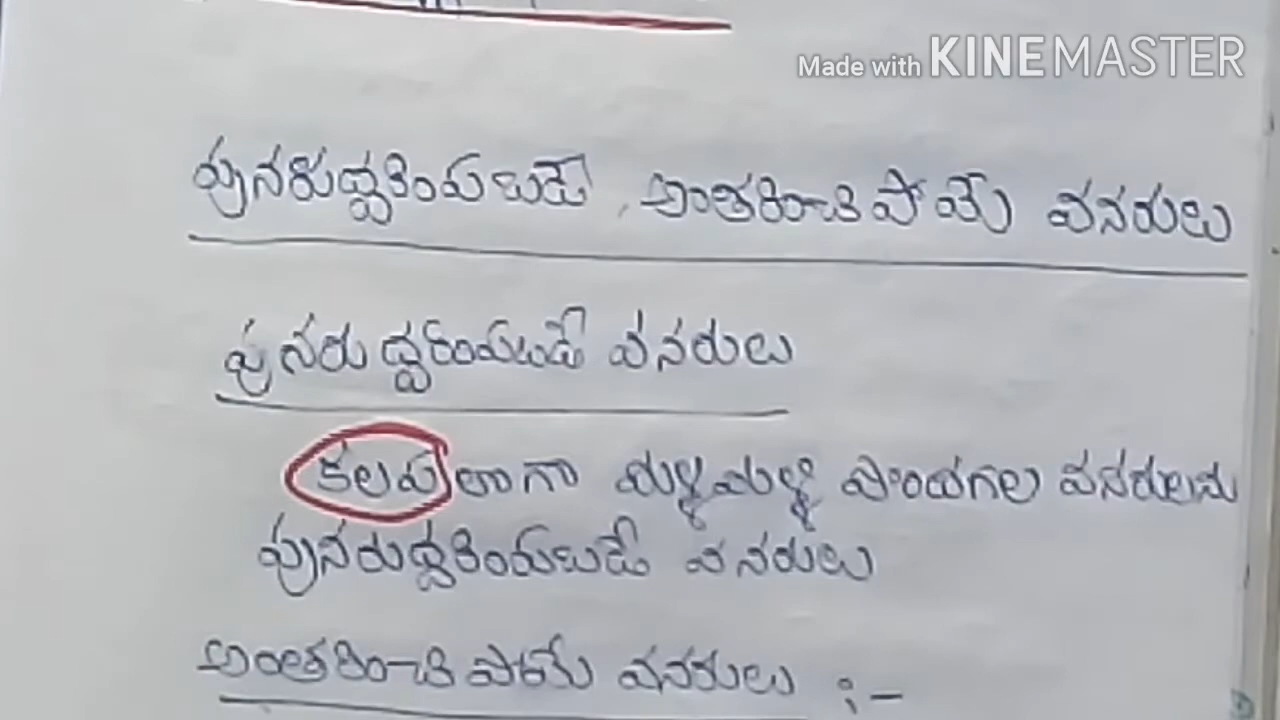 Made with KINEMASTER
పునరుద్ధరింపబడే, అంతరించి పోయే వనరులు
పునరుద్ధరింపబడే వనరులు
కలప లాగా మళ్ళీ మళ్ళీ పొందగల వనరులను
పునరుద్ధరింపబడే వనరులు
అంతరించి పోయే వనరులు :-